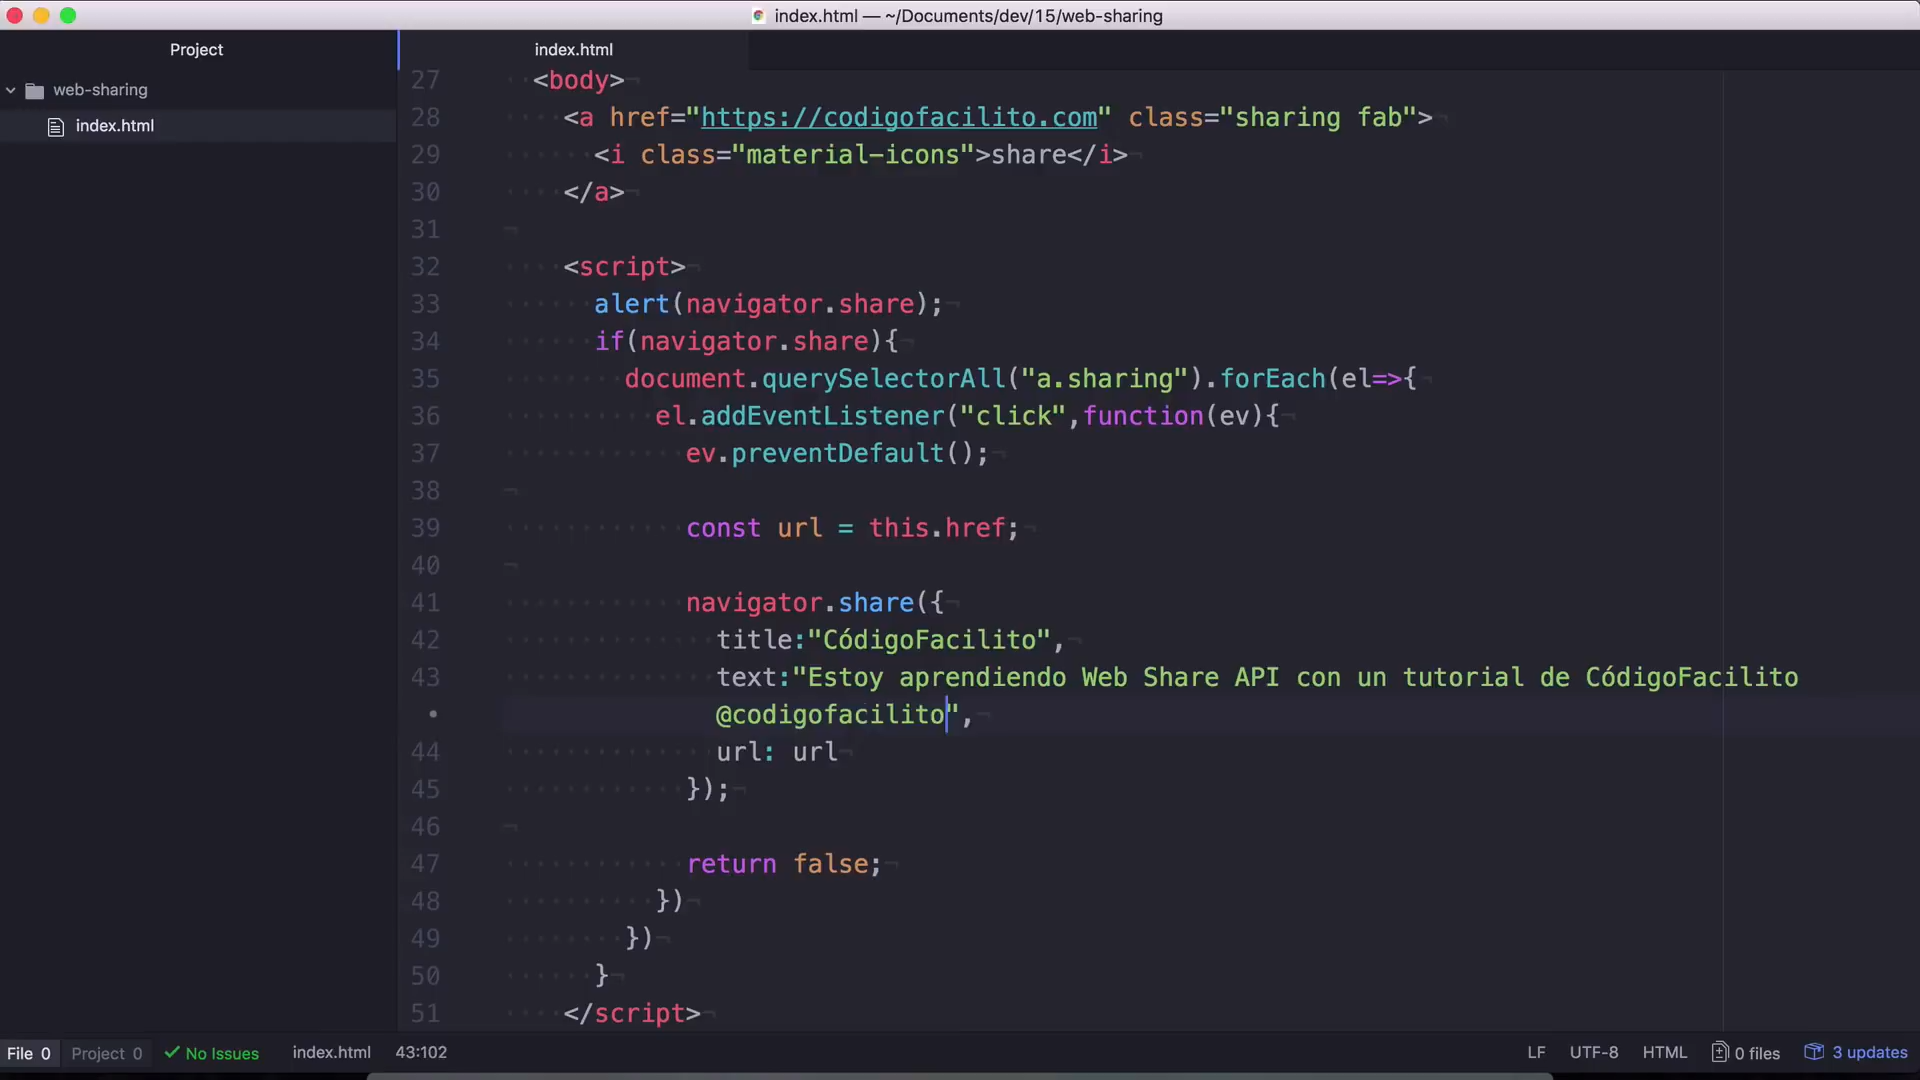 index.html — ~/Documents/dev/15/web-sharing
Project
index.html
web-sharing
index.html
27 <body>
28 <a href="https://codigofacilito.com" class="sharing fab">
29 <i class="material-icons">share</i>
30 </a>
31
32 <script>
33 alert(navigator.share);
34 if(navigator.share){
35 document.querySelectorAll("a.sharing").forEach(el=>{
36 el.addEventListener("click",function(ev){
37 ev.preventDefault();
38
39 const url = this.href;
40
41 navigator.share({
42 title:"CódigoFacilito",
43 text:"Estoy aprendiendo Web Share API con un tutorial de CódigoFacilito
• @codigofacilito",
44 url: url
45 });
46
47 return false;
48 })
49 })
50 }
51 </script>
File 0 Project 0 No Issues index.html 43:102 LF UTF-8 HTML 0 files 3 updates